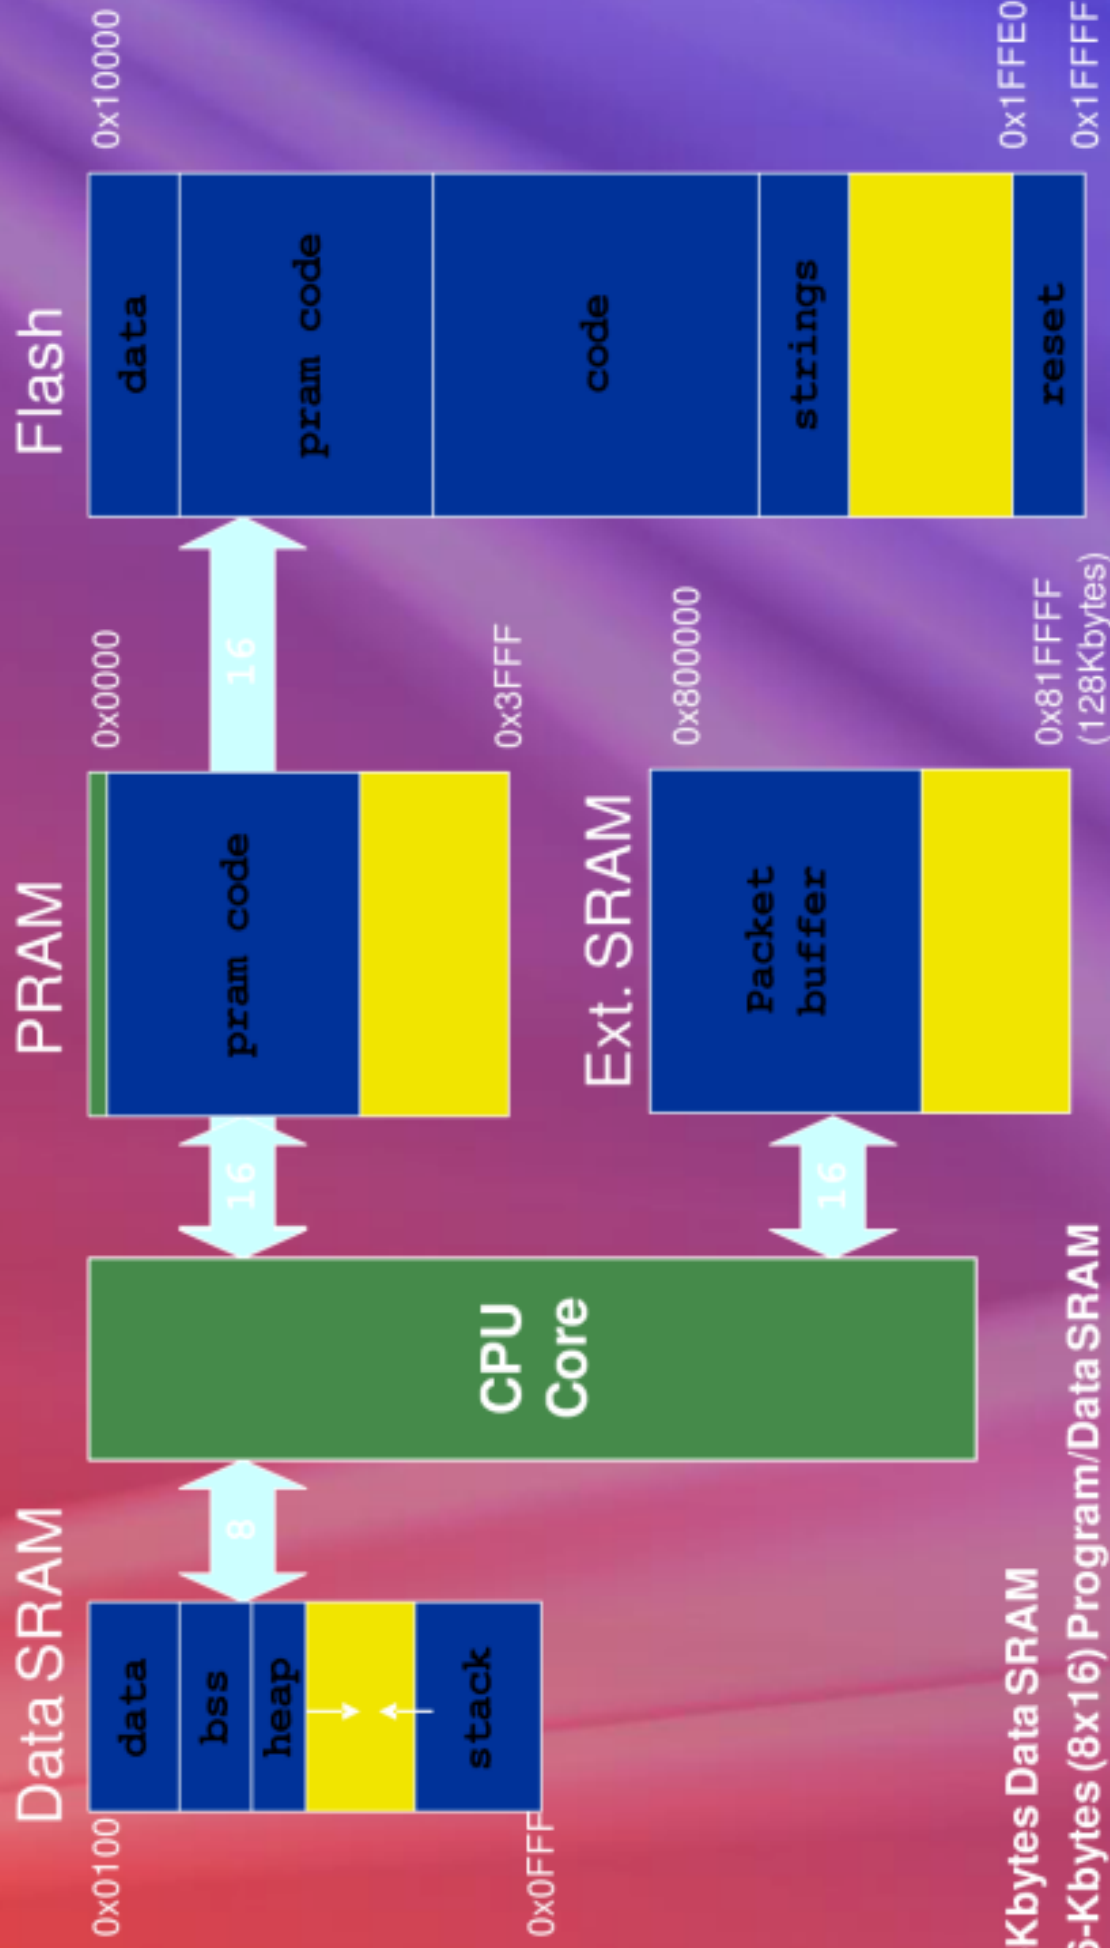 Data SRAM
PRAM
Flash
0x0100
data
bss
heap
stack
0x0FFF
8
CPU
Core
16
0x0000
pram code
0x3FFF
16
0x10000
data
pram code
code
strings
reset
0x1FFE0
0x1FFFF
Ext. SRAM
16
Packet
buffer
0x800000
0x81FFFF
(128Kbytes)
Kbytes Data SRAM
-Kbytes (8x16) Program/Data SRAM